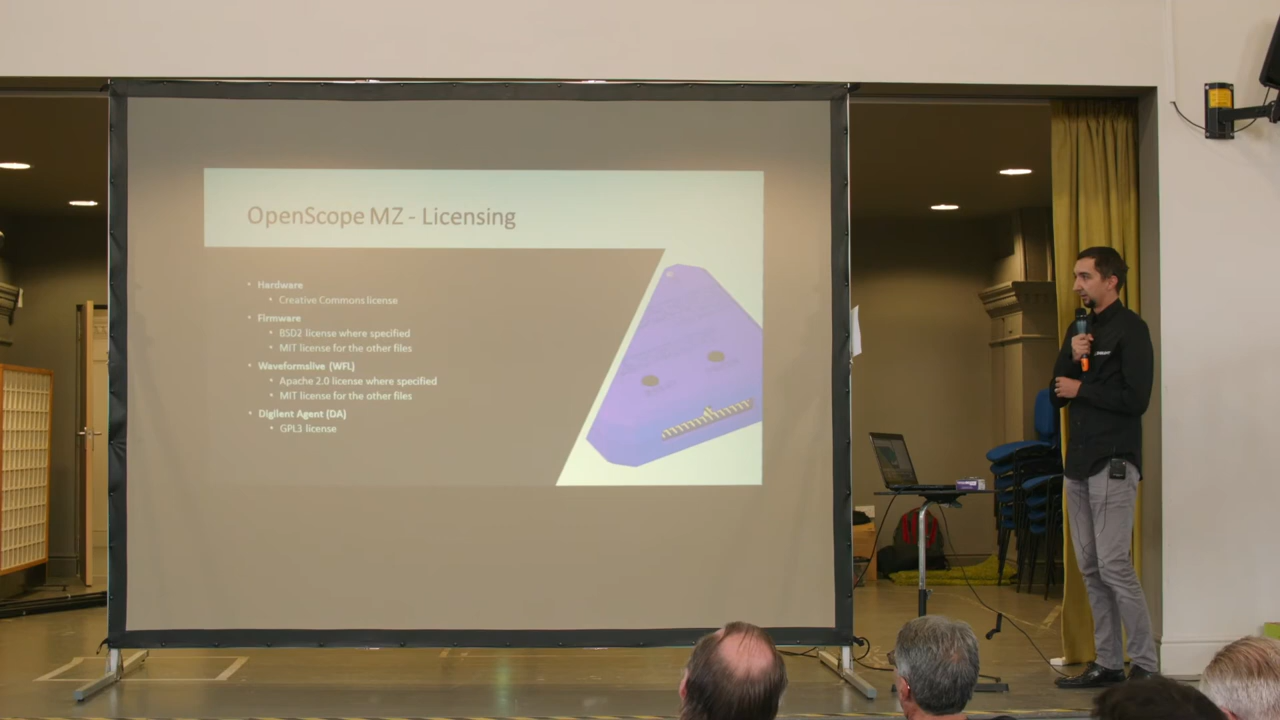 OpenScope MZ - Licensing
• Hardware
• Creative Commons license
• Firmware
• BSD2 license where specified
• MIT license for the other files
• Waveformslive (WFL)
• Apache 2.0 license where specified
• MIT license for the other files
• Digilent Agent (DA)
• GPL3 license